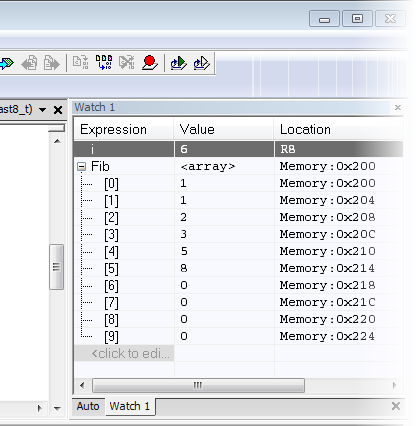 ast8_t)
Watch 1
Expression Value Location
i 6 R8
Fib <array> Memory:0x200
[0] 1 Memory:0x200
[1] 1 Memory:0x204
[2] 2 Memory:0x208
[3] 3 Memory:0x20C
[4] 5 Memory:0x210
[5] 8 Memory:0x214
[6] 0 Memory:0x218
[7] 0 Memory:0x21C
[8] 0 Memory:0x220
[9] 0 Memory:0x224
<click to edi...
Auto Watch 1